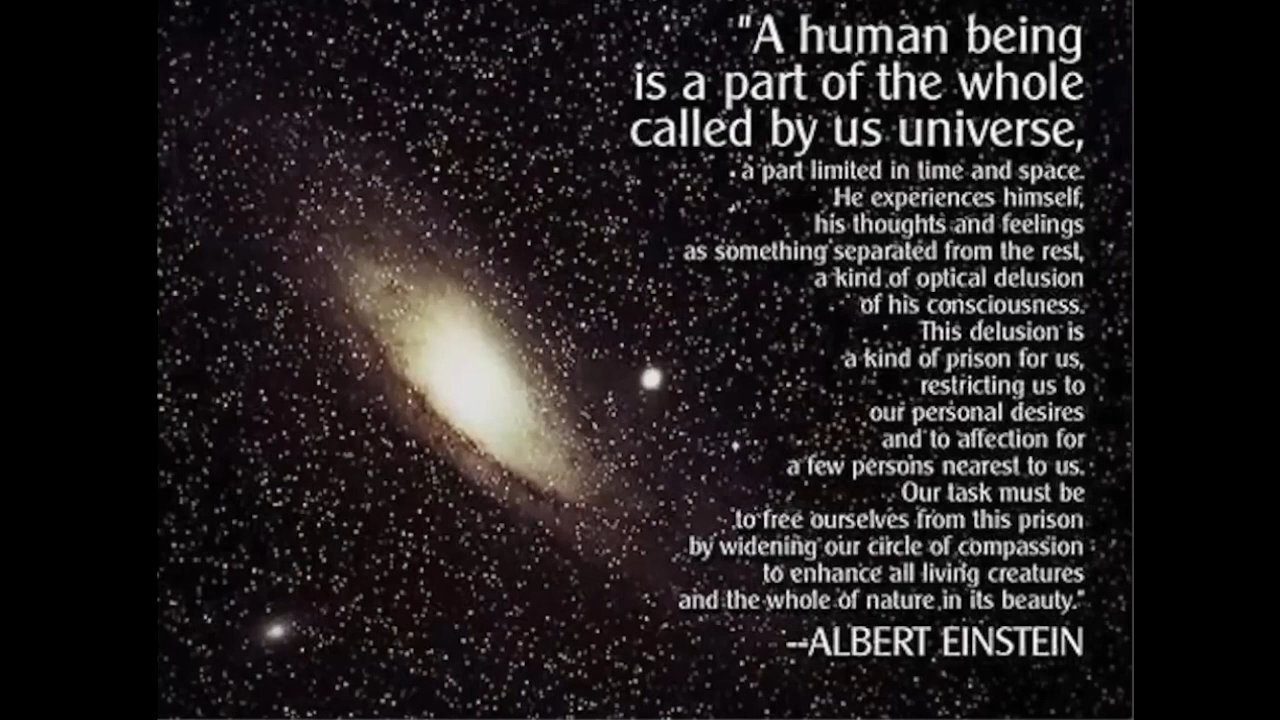 "A human being
is a part of the whole
called by us universe,
a part limited in time and space.
He experiences himself,
his thoughts and feelings
as something separated from the rest,
a kind of optical delusion
of his consciousness.
This delusion is
a kind of prison for us,
restricting us to
our personal desires
and to affection for
a few persons nearest to us.
Our task must be
to free ourselves from this prison
by widening our circle of compassion
to enhance all living creatures
and the whole of nature in its beauty."
--ALBERT EINSTEIN